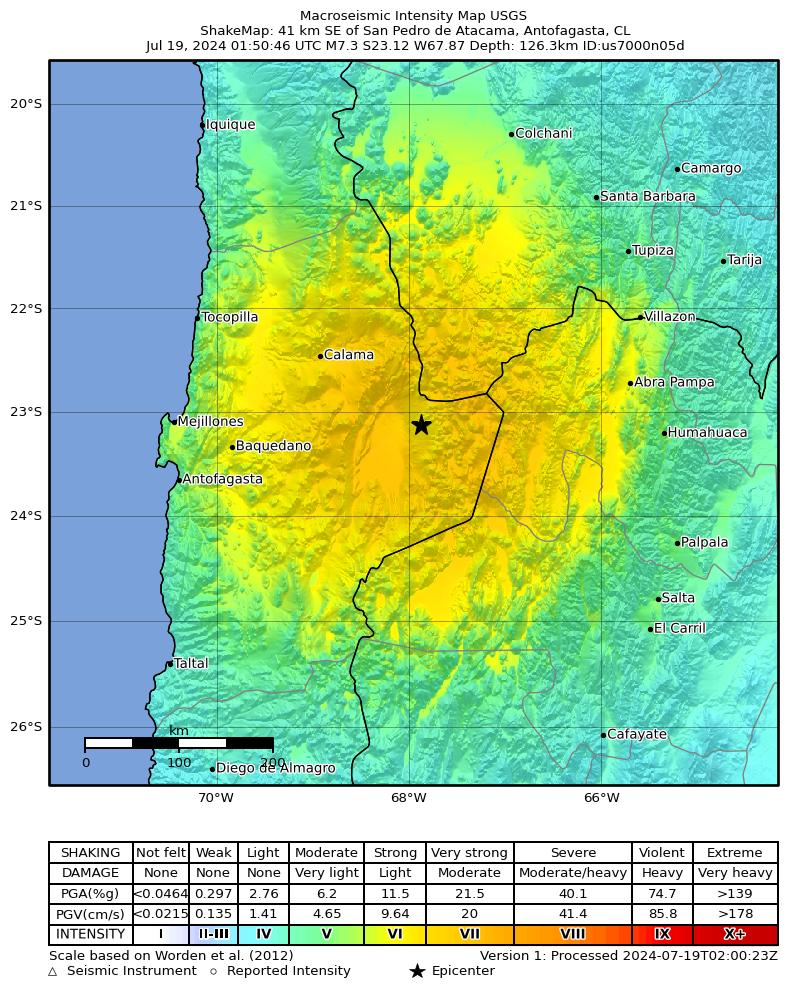 Macroseismic Intensity Map USGS
ShakeMap: 41 km SE of San Pedro de Atacama, Antofagasta, CL
Jul 19, 2024 01:50:46 UTC M7.3 S23.12 W67.87 Depth: 126.3km ID:us7000n05d
20°S
Iquique
Colchani
Camargo
21°S
Santa Barbara
Tupiza
Tarija
22°S
Tocopilla
Villazon
Calama
Abra Pampa
23°S
Mejillones
Humahuaca
Baquedano
Antofagasta
24°S
Palpala
Salta
25°S
El Carril
Taltal
26°S
km
Cafayate
0 100 200
Diego de Almagro
70°W 68°W 66°W
SHAKING Not felt Weak Light Moderate Strong Very strong Severe Violent Extreme
DAMAGE None None None Very light Light Moderate Moderate/heavy Heavy Very heavy
PGA(%g) <0.0464 0.297 2.76 6.2 11.5 21.5 40.1 74.7 >139
PGV(cm/s) <0.0215 0.135 1.41 4.65 9.64 20 41.4 85.8 >178
INTENSITY I II-III IV V VI VII VIII IX X+
Scale based on Worden et al. (2012) Version 1: Processed 2024-07-19T02:00:23Z
△ Seismic Instrument ○ Reported Intensity ★ Epicenter